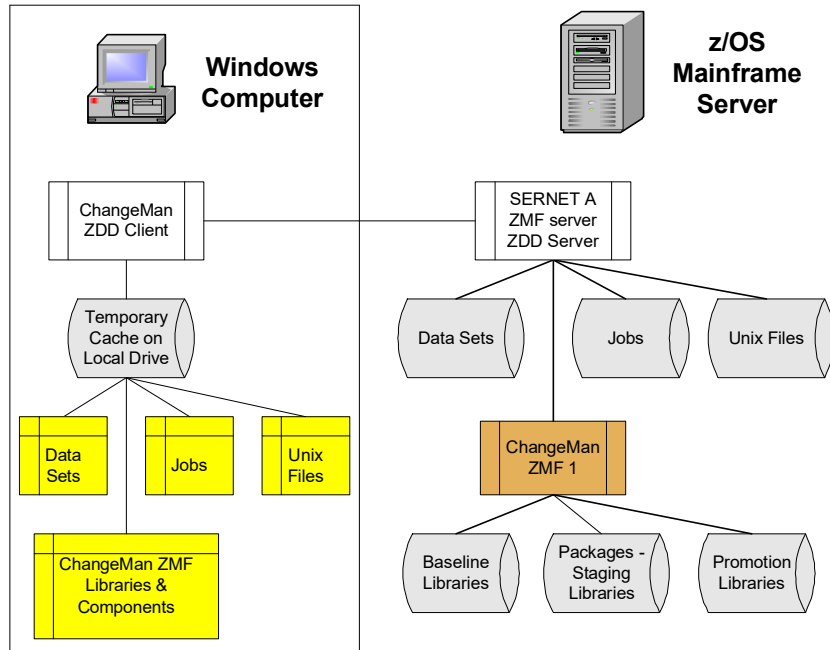 Windows
Computer
z/OS
Mainframe
Server
ChangeMan
ZDD Client
SERNET A
ZMF server
ZDD Server
Temporary
Cache on
Local Drive
Data Sets
Jobs
Unix Files
Data
Sets
Jobs
Unix
Files
ChangeMan
ZMF 1
ChangeMan ZMF
Libraries &
Components
Baseline
Libraries
Packages -
Staging
Libraries
Promotion
Libraries